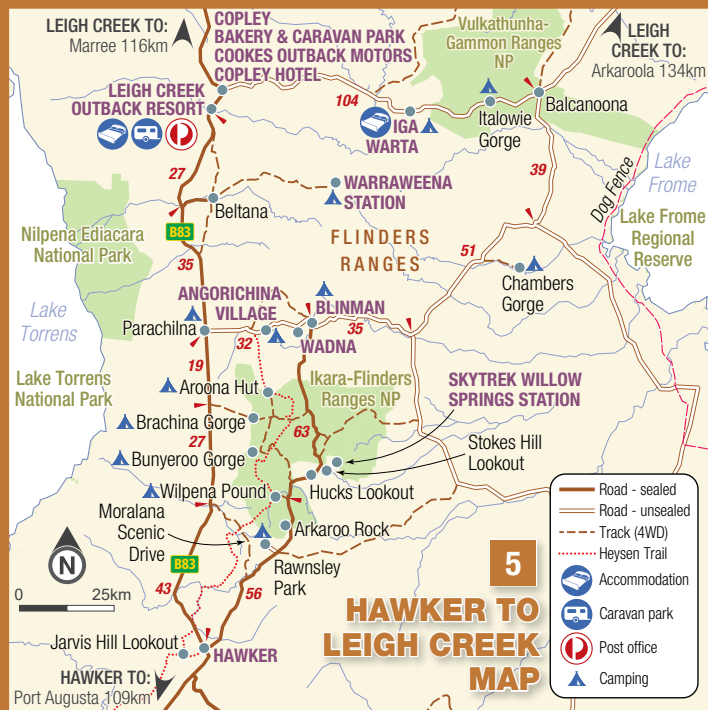 LEIGH CREEK TO:
Marree 116km
COPLEY
BAKERY & CARAVAN PARK
COOKES OUTBACK MOTORS
COPLEY HOTEL
Vulkathunha-
Gammon Ranges
NP
LEIGH
CREEK TO:
Arkaroola 134km
LEIGH CREEK
OUTBACK RESORT
104
IGA
WARTA
Italowie
Gorge
Balcanoona
27
39
Dog Fence
Lake
Frome
Lake Frome
Regional
Reserve
WARRAWEENA
STATION
Beltana
B83
Nilpena Ediacara
National Park
FLINDERS
RANGES
35
51
Chambers
Gorge
Lake
Torrens
ANGORICHINA
VILLAGE
BLINMAN
35
Parachilna
32
WADNA
19
Lake Torrens
National Park
Aroona Hut
Ikara-Flinders
Ranges NP
SKYTREK WILLOW
SPRINGS STATION
Brachina Gorge
63
27
Bunyeroo Gorge
Stokes Hill
Lookout
Wilpena Pound
Hucks Lookout
Moralana
Scenic
Drive
Arkaroo Rock
N
B83
Rawnsley
Park
0 25km
43
56
Jarvis Hill Lookout
HAWKER
HAWKER TO:
Port Augusta 109km
5
HAWKER TO
LEIGH CREEK
MAP
Road - sealed
Road - unsealed
Track (4WD)
Heysen Trail
Accommodation
Caravan park
Post office
Camping